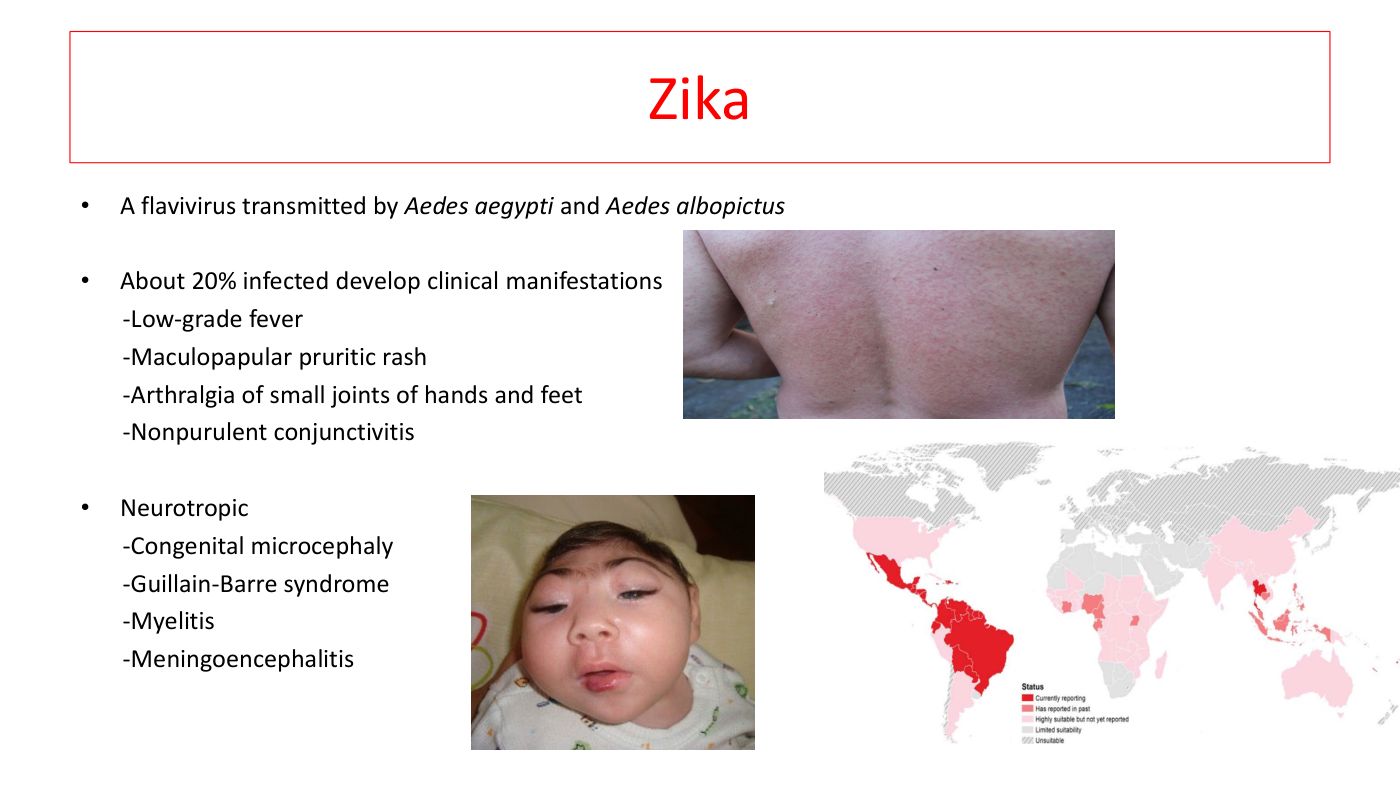 Zika
• A flavivirus transmitted by Aedes aegypti and Aedes albopictus
• About 20% infected develop clinical manifestations
-Low-grade fever
-Maculopapular pruritic rash
-Arthralgia of small joints of hands and feet
-Nonpurulent conjunctivitis
• Neurotropic
-Congenital microcephaly
-Guillain-Barre syndrome
-Myelitis
-Meningoencephalitis
Status
Currently reporting
Has reported in past
Highly suitable but not yet reported
Limited suitability
Unsuitable